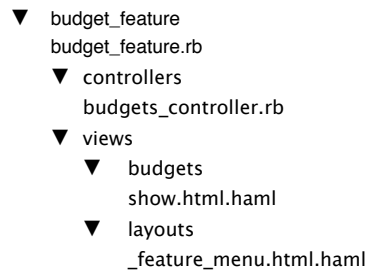 ▼ budget_feature
budget_feature.rb
▼ controllers
budgets_controller.rb
▼ views
▼ budgets
show.html.haml
▼ layouts
_feature_menu.html.haml